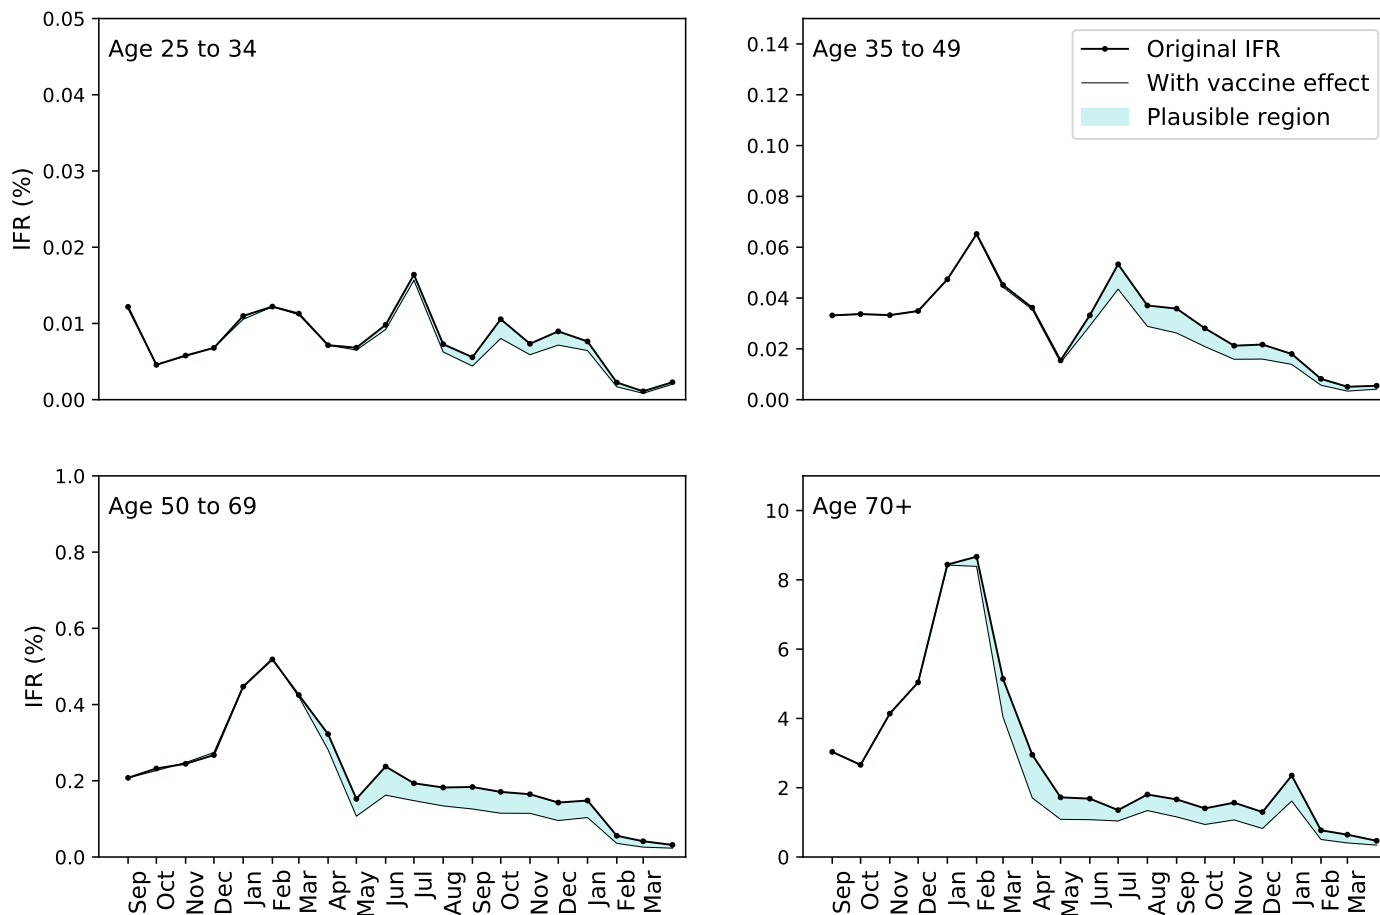 0.05
0.04
0.03
0.02
0.01
0.00
IFR (%)
Age 25 to 34
0.14
0.12
0.10
0.08
0.06
0.04
0.02
0.00
Age 35 to 49
Original IFR
With vaccine effect
Plausible region
1.0
0.8
0.6
0.4
0.2
0.0
IFR (%)
Age 50 to 69
Sep
Oct
Nov
Dec
Jan
Feb
Mar
Apr
May
Jun
Jul
Aug
Sep
Oct
Nov
Dec
Jan
Feb
Mar
10
8
6
4
2
0
Age 70+
Sep
Oct
Nov
Dec
Jan
Feb
Mar
Apr
May
Jun
Jul
Aug
Sep
Oct
Nov
Dec
Jan
Feb
Mar